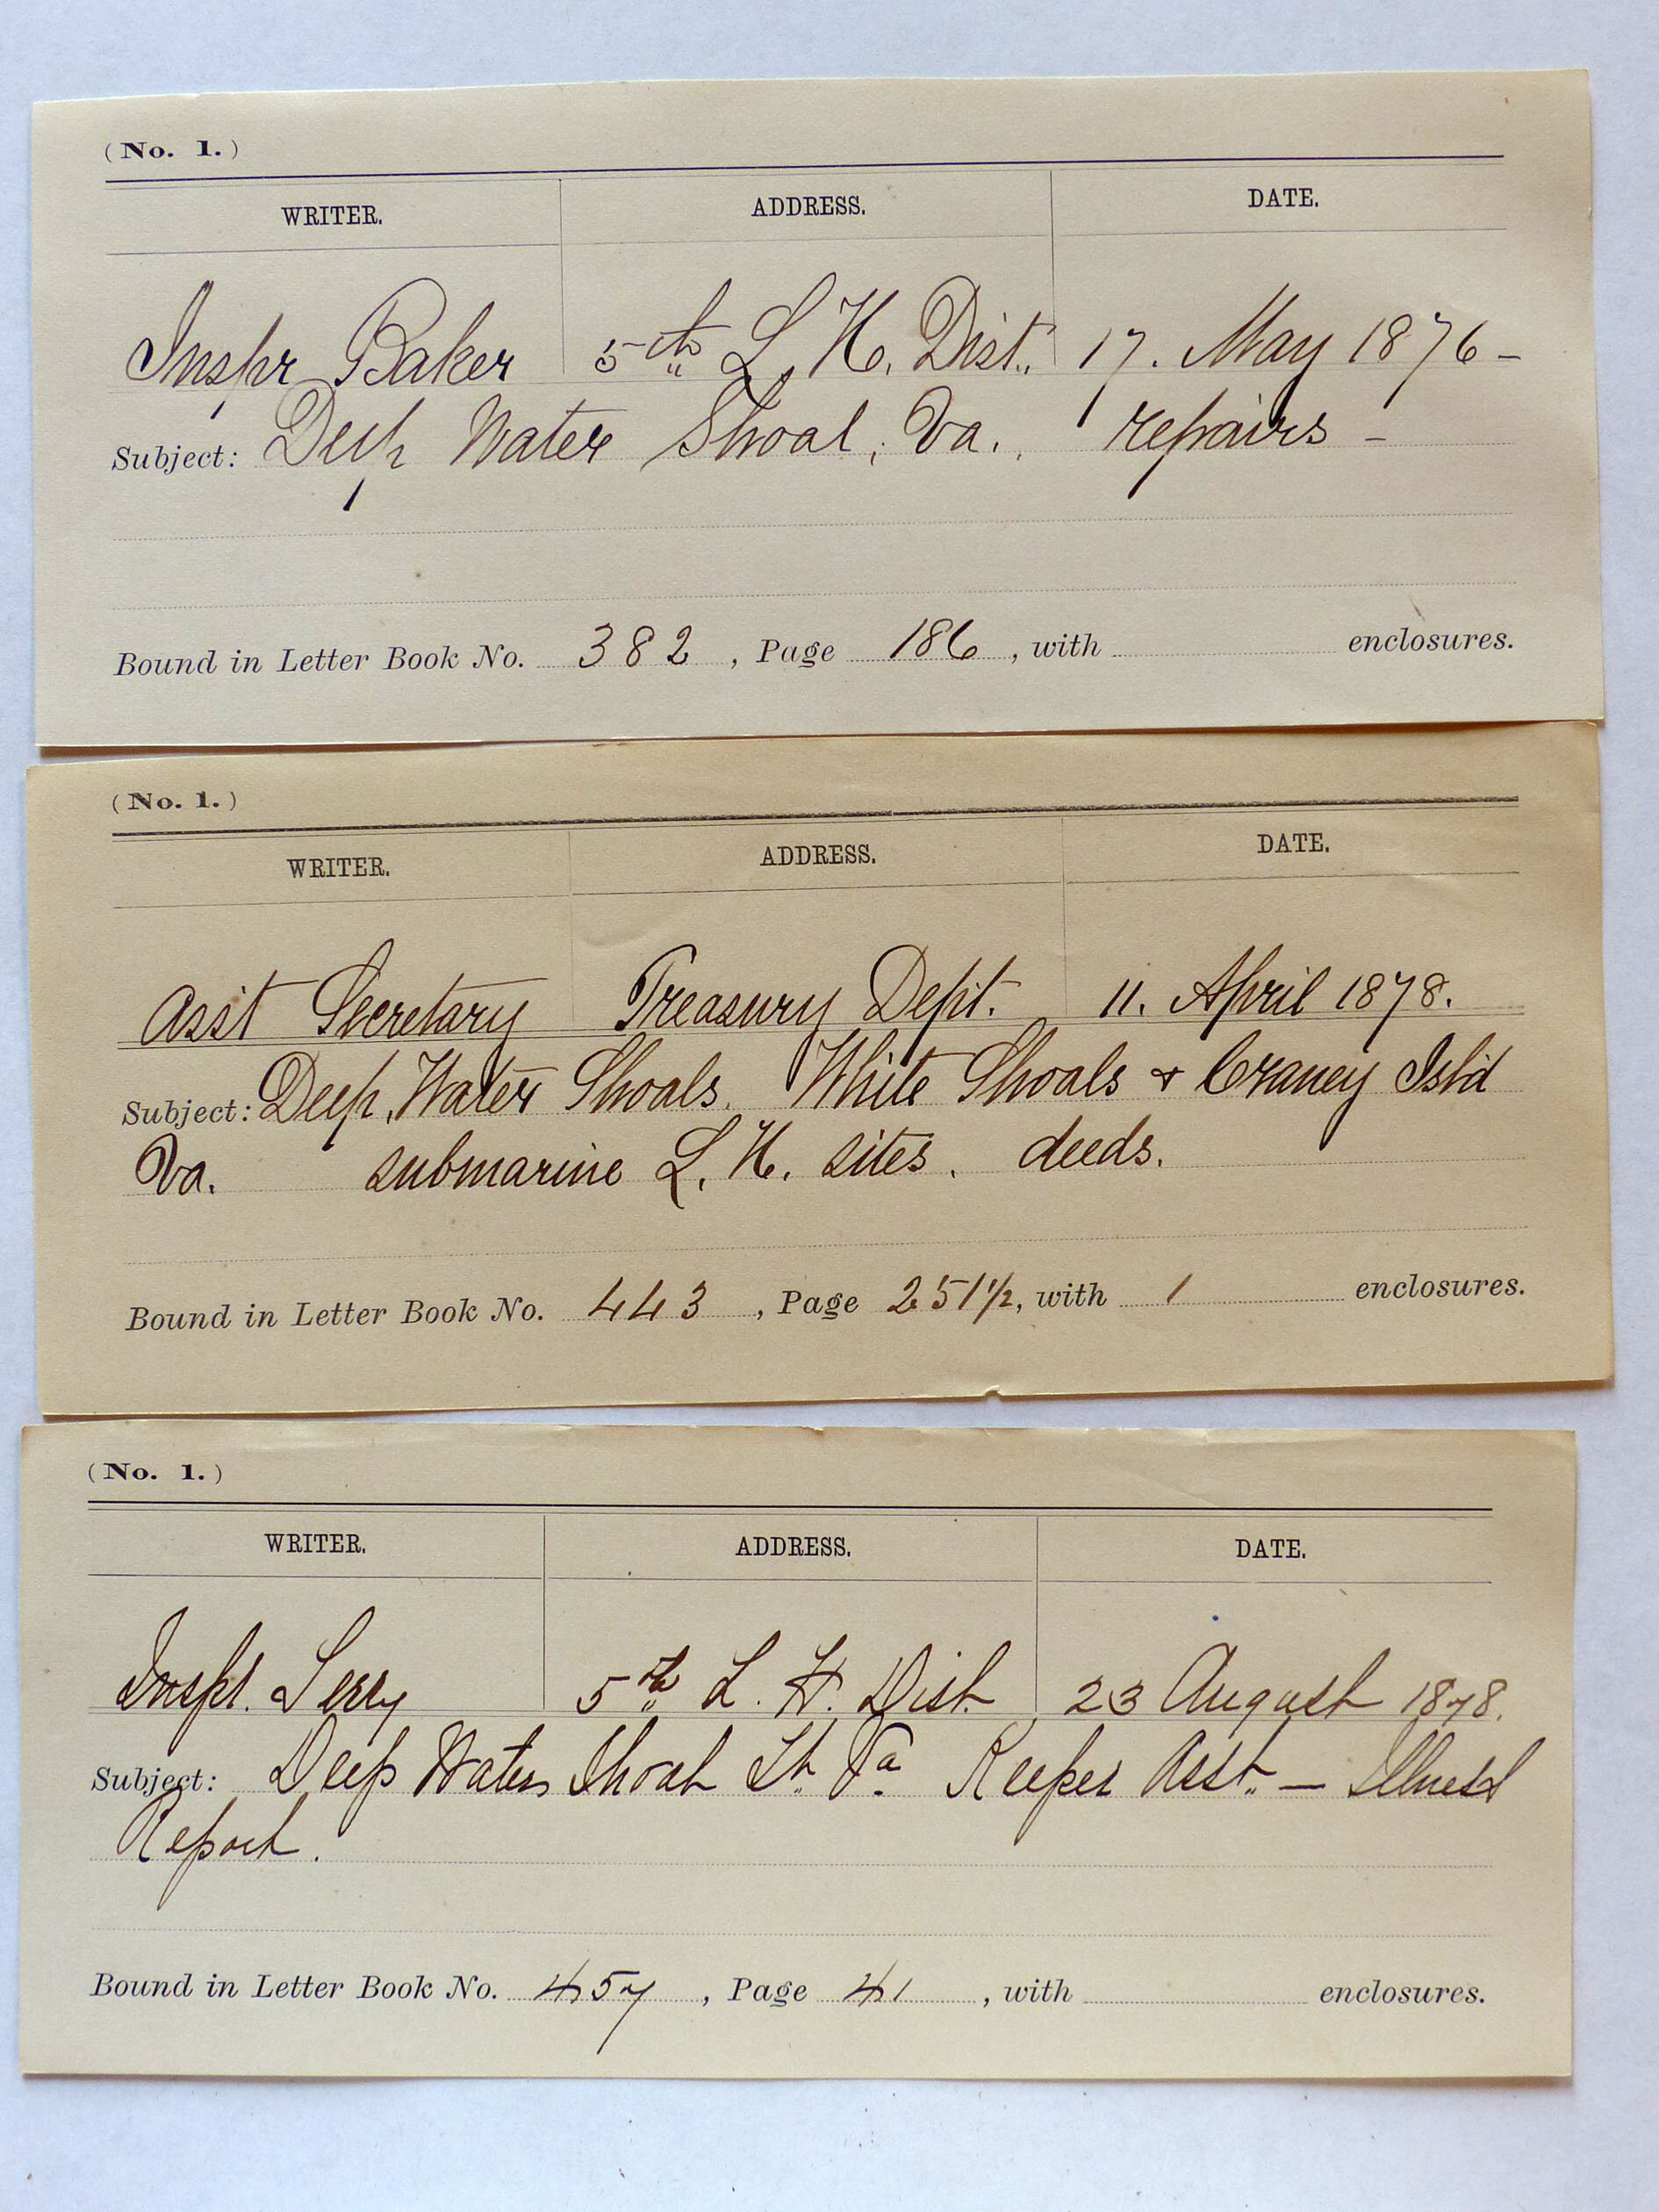 (No. 1.)
WRITER. ADDRESS. DATE.
Inspr Baker 5th L. H. Dist. 17. May 1876 -
Subject: Deep Water Shoal, Va. repairs -
Bound in Letter Book No. 382, Page 186, with enclosures.
(No. 1.)
WRITER. ADDRESS. DATE.
Asst Secretary Treasury Dept. 11. April 1878.
Subject: Deep Water Shoals. White Shoals & Craney Isl'd
Va. submarine L. H. sites. deeds.
Bound in Letter Book No. 443, Page 251 1/2, with 1 enclosures.
(No. 1.)
WRITER. ADDRESS. DATE.
Inspt. 5th L. H. Dist. 23 August 1878.
Subject: Deep Water Shoal Lt. Va Keeper Asst. — Illness
Report.
Bound in Letter Book No. 457, Page 41, with enclosures.